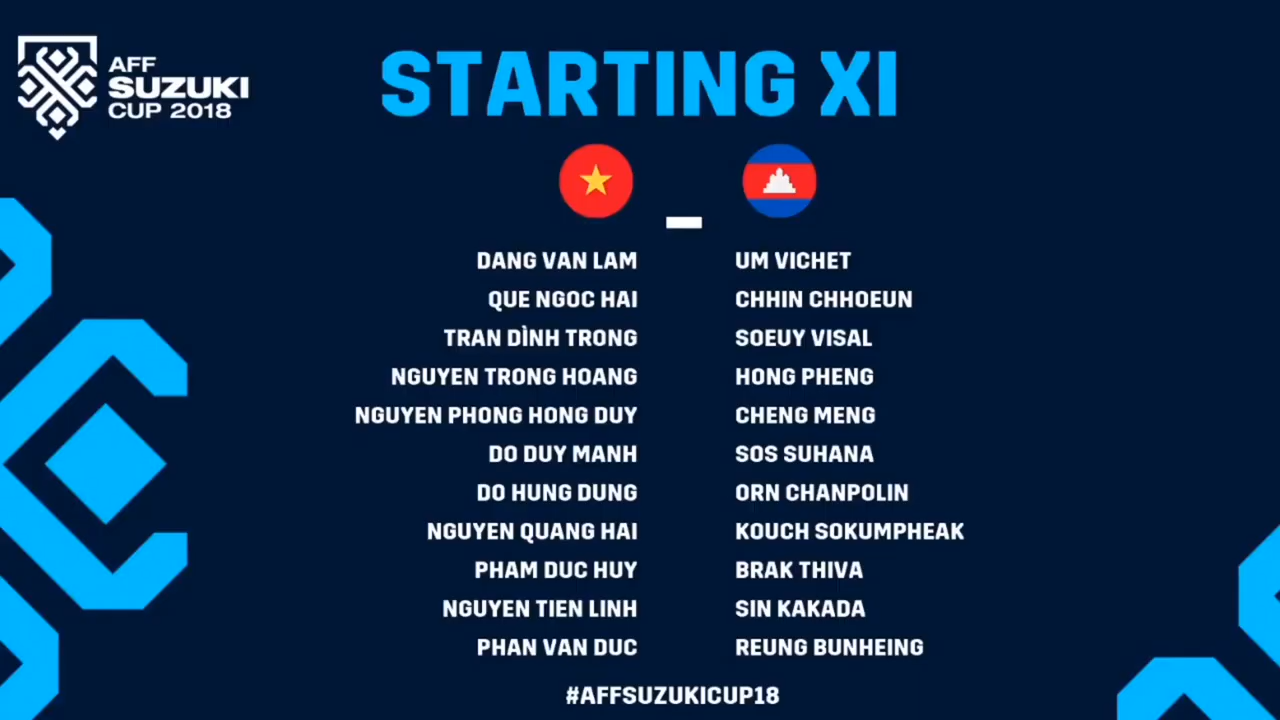 AFF
SUZUKI
CUP 2018
STARTING XI
DANG VAN LAM UM VICHET
QUE NGOC HAI CHHIN CHHOEUN
TRAN DÌNH TRONG SOEUY VISAL
NGUYEN TRONG HOANG HONG PHENG
NGUYEN PHONG HONG DUY CHENG MENG
DO DUY MANH SOS SUHANA
DO HUNG DUNG ORN CHANPOLIN
NGUYEN QUANG HAI KOUCH SOKUMPHEAK
PHAM DUC HUY BRAK THIVA
NGUYEN TIEN LINH SIN KAKADA
PHAN VAN DUC REUNG BUNHEING
#AFFSUZUKICUP18